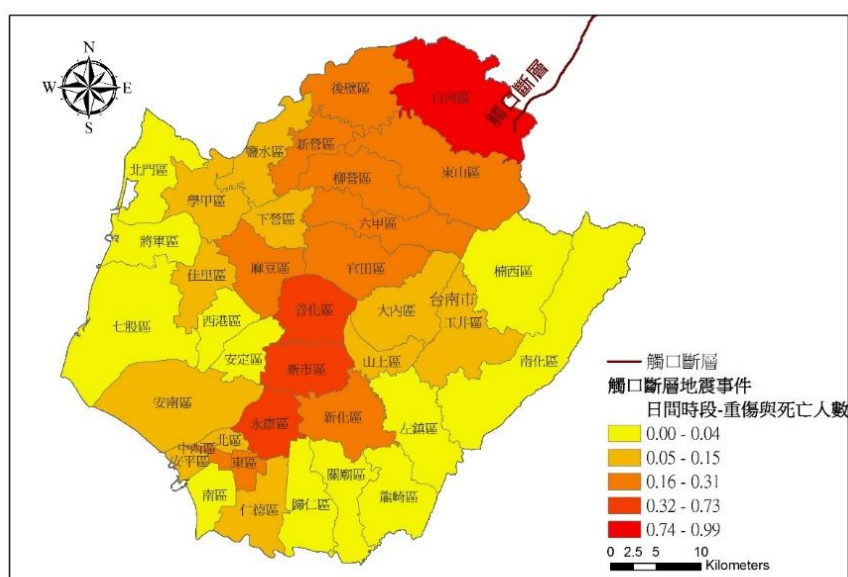 N
W E
S
後壁區
白河區
觸口斷層
鹽水區
新營區
北門區
柳營區
東山區
學甲區
下營區
六甲區
將軍區
佳里區
麻豆區
官田區
楠西區
七股區
西港區
善化區
大內區
台南市
玉井區
安定區
新市區
山上區
南化區
安南區
永康區
新化區
左鎮區
北區
中西區
安平區
東區
南區
仁德區
歸仁區
關廟區
龍崎區
觸口斷層
觸口斷層地震事件
日間時段-重傷與死亡人數
0.00 - 0.04
0.05 - 0.15
0.16 - 0.31
0.32 - 0.73
0.74 - 0.99
0 2.5 5 10
Kilometers